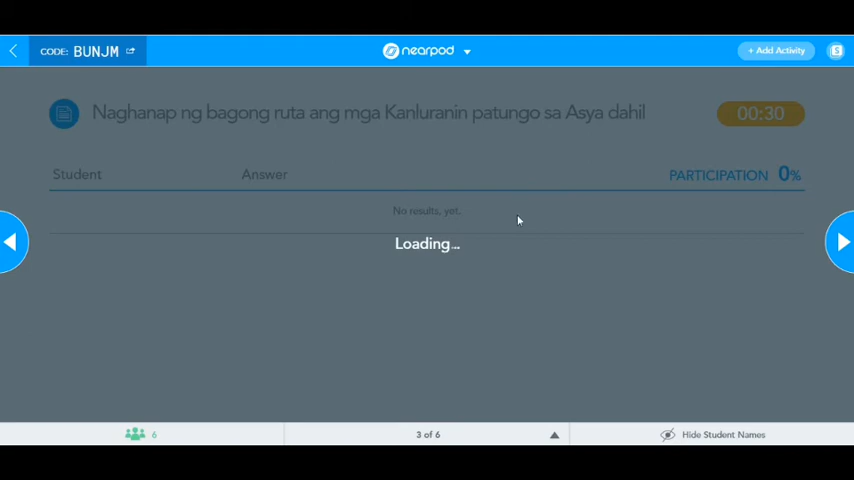 CODE: BUNJM
nearpod
+ Add Activity
S
Naghanap ng bagong ruta ang mga Kanluranin patungo sa Asya dahil
00:30
Student
Answer
PARTICIPATION 0%
No results, yet.
Loading...
6
3 of 6
Hide Student Names